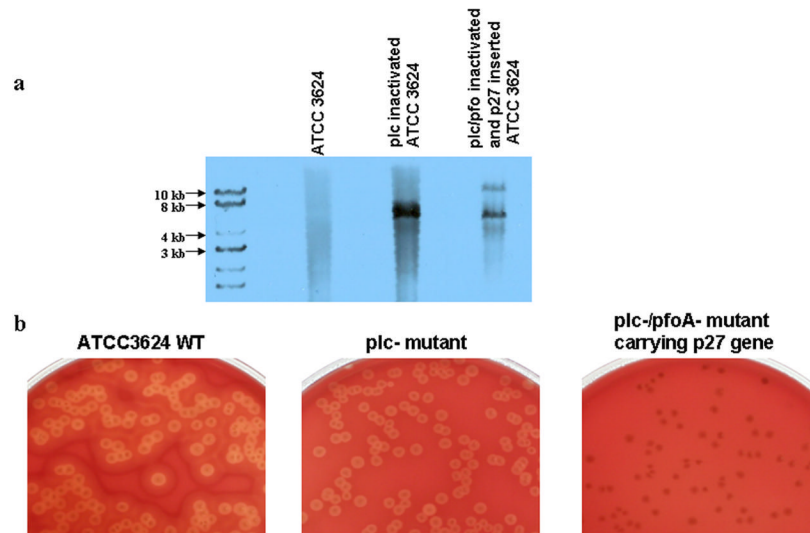 a
ATCC 3624
plc inactivated
ATCC 3624
plc/pfo inactivated
and p27 inserted
ATCC 3624
10 kb
8 kb
4 kb
3 kb
b
ATCC3624 WT
plc- mutant
plc-/pfoA- mutant
carrying p27 gene